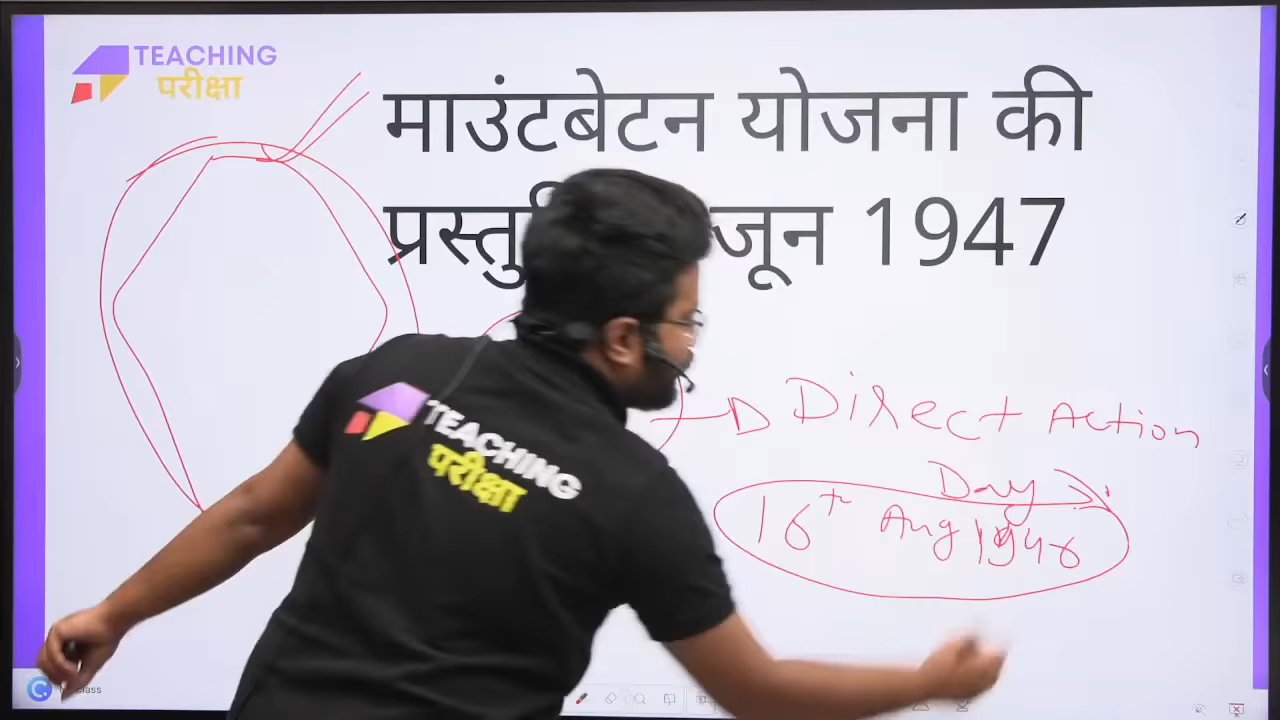 TEACHING
परीक्षा
माउंटबेटन योजना की
जून 1947
Direct Action
Day
16th Aug 1946
TEACHING
परीक्षा